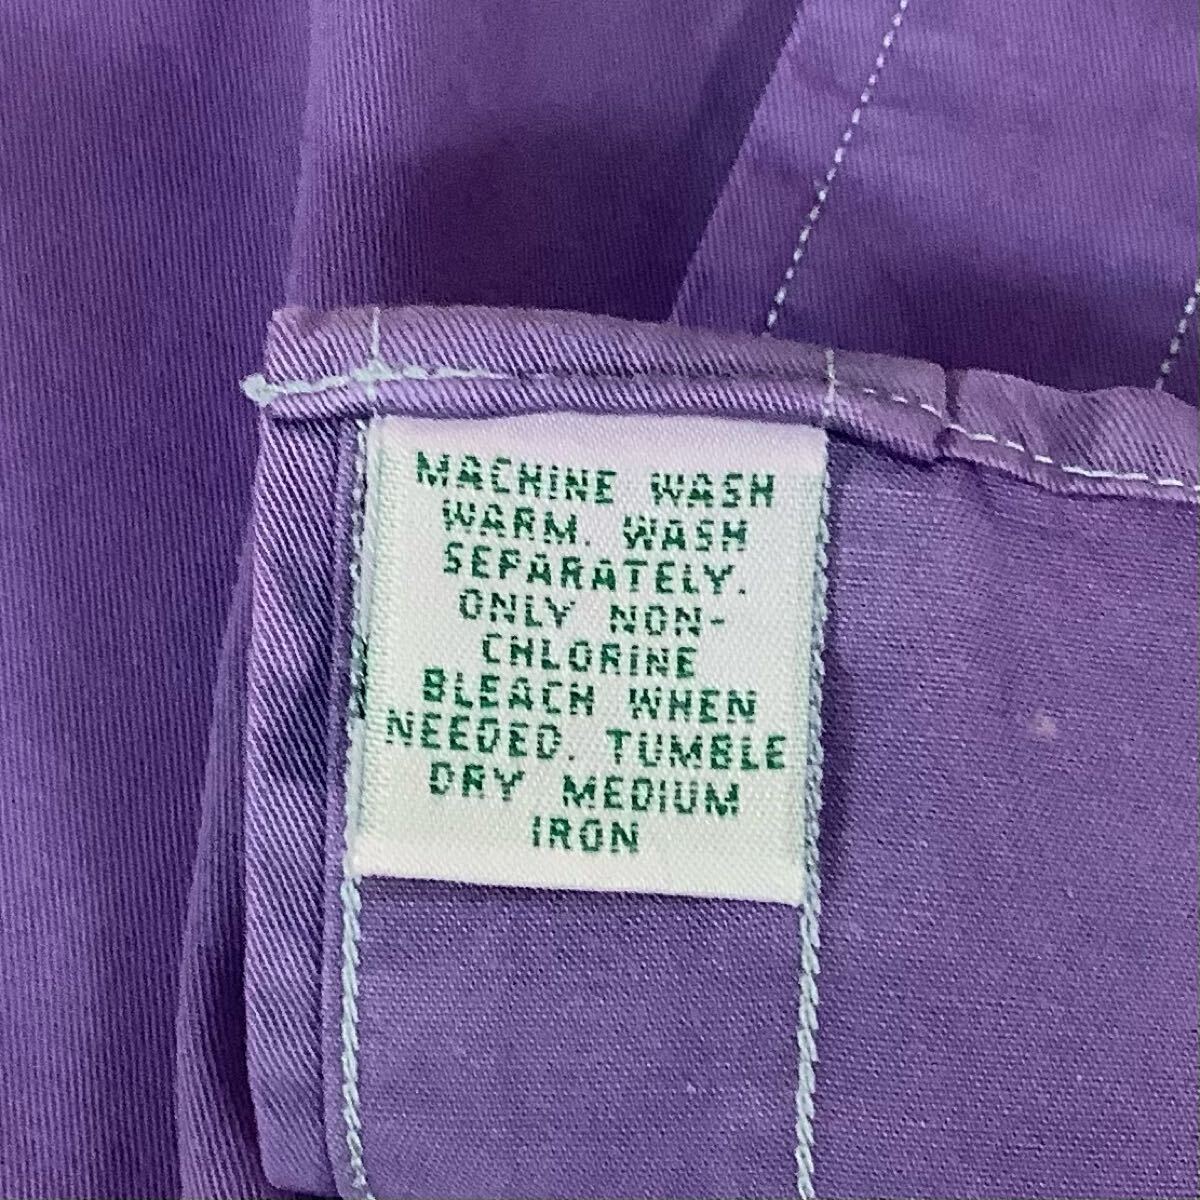 MACHINE WASH
WARM. WASH
SEPARATELY.
ONLY NON-
CHLORINE
BLEACH WHEN
NEEDED. TUMBLE
DRY MEDIUM
IRON